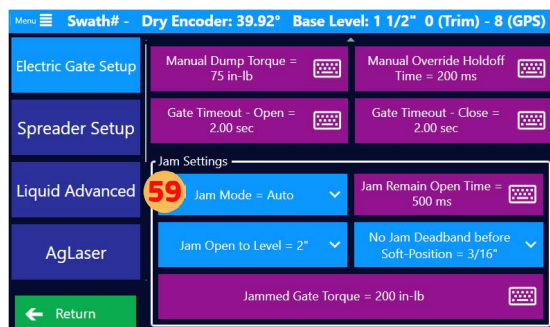 Menu Swath# - Dry Encoder: 39.92° Base Level: 1 1/2" 0 (Trim) - 8 (GPS)
Electric Gate Setup
Manual Dump Torque =
75 in-lb
Manual Override Holdoff
Time = 200 ms
Spreader Setup
Gate Timeout - Open =
2.00 sec
Gate Timeout - Close =
2.00 sec
Jam Settings
Liquid Advanced
59
Jam Mode = Auto
Jam Remain Open Time =
500 ms
AgLaser
Jam Open to Level = 2"
No Jam Deadband before
Soft-Position = 3/16"
Return
Jammed Gate Torque = 200 in-lb